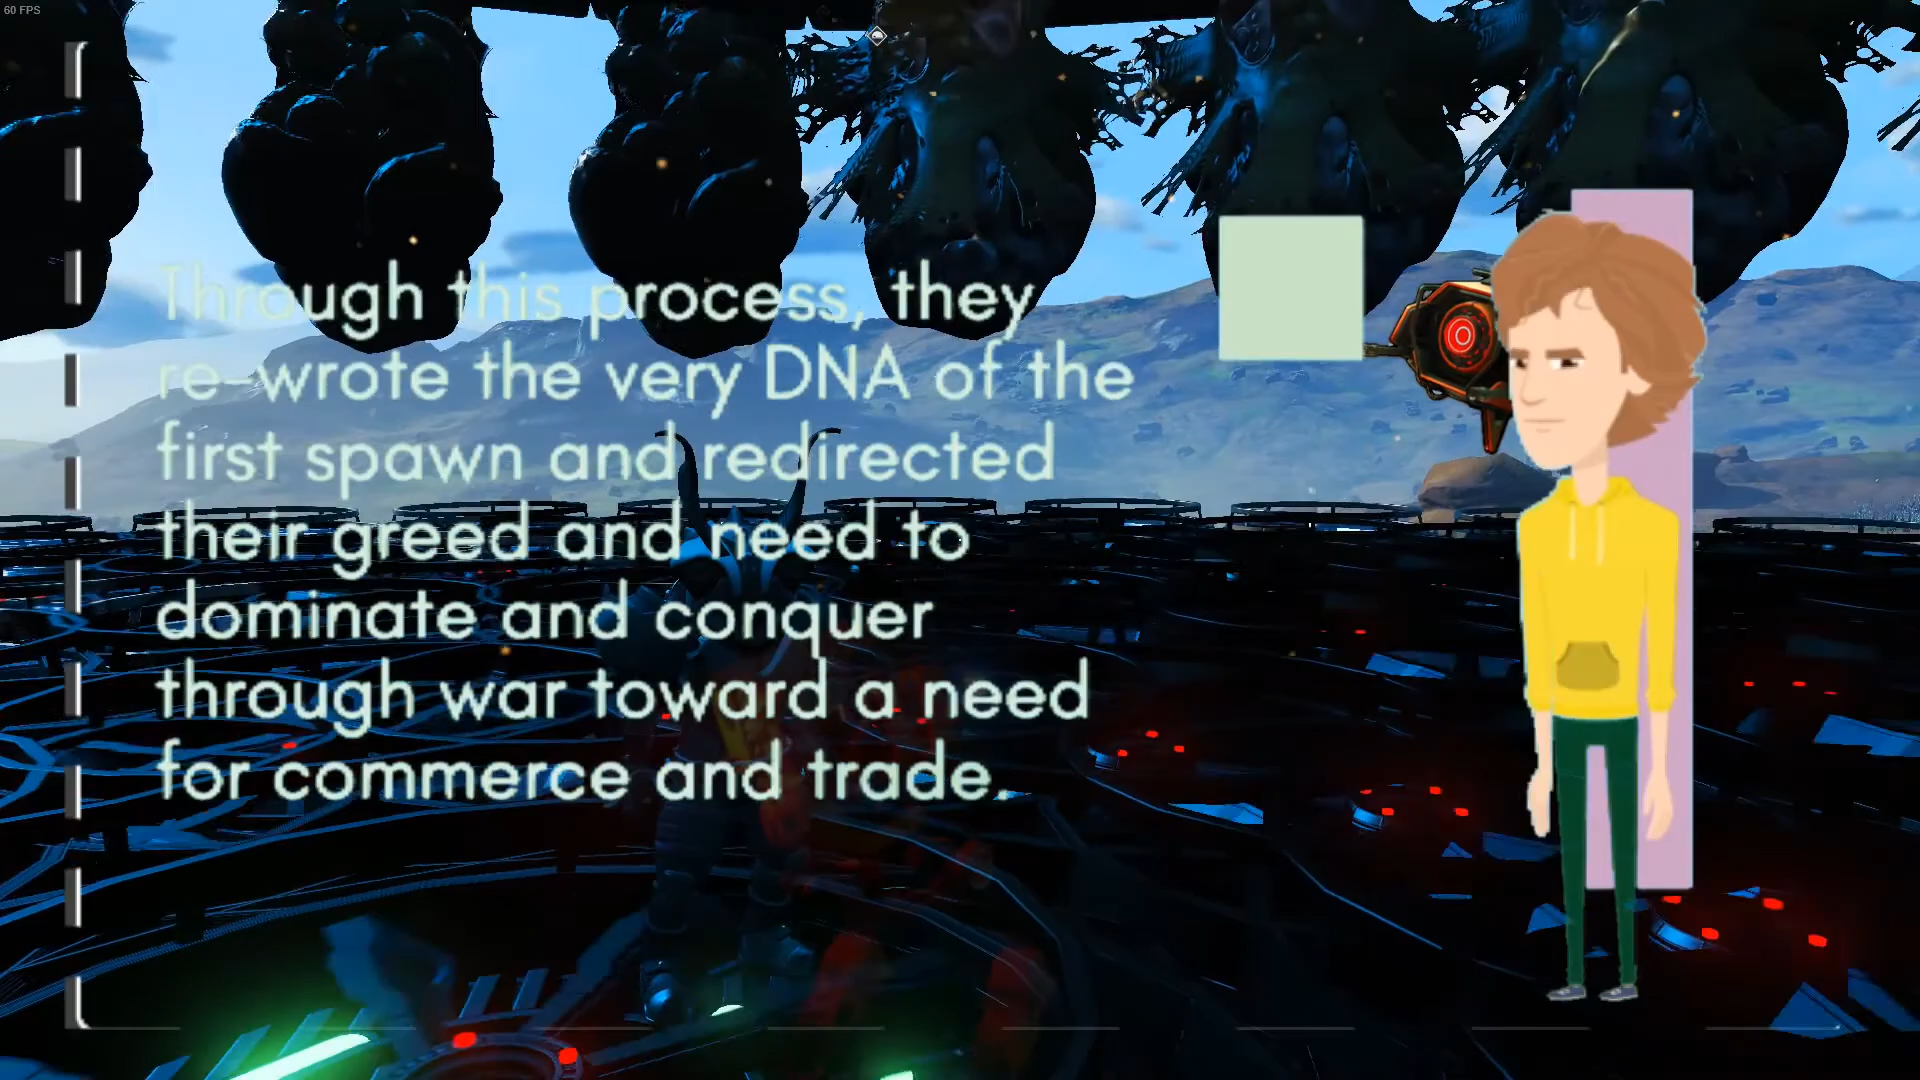 60 FPS
Through this process, they
re-wrote the very DNA of the
first spawn and redirected
their greed and need to
dominate and conquer
through war toward a need
for commerce and trade.